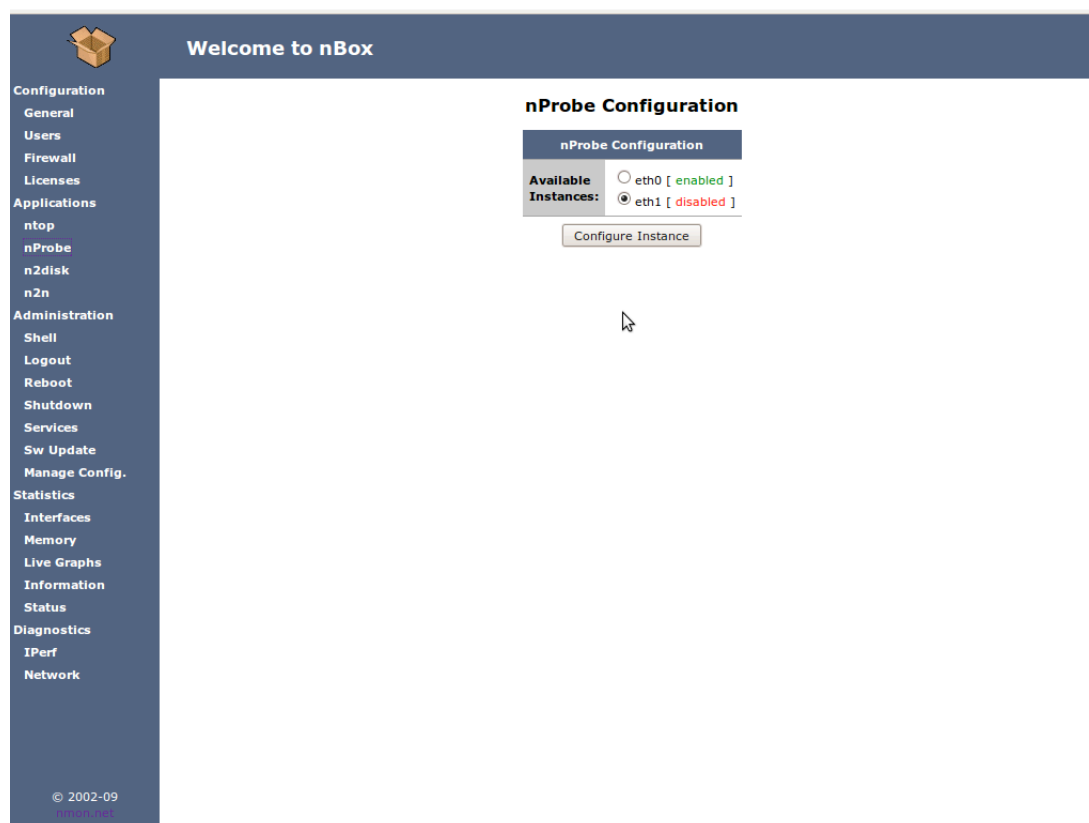 Welcome to nBox
Configuration
General
Users
Firewall
Licenses
Applications
ntop
nProbe
n2disk
n2n
Administration
Shell
Logout
Reboot
Shutdown
Services
Sw Update
Manage Config.
Statistics
Interfaces
Memory
Live Graphs
Information
Status
Diagnostics
IPerf
Network
© 2002-09
nmon.net
nProbe Configuration
nProbe Configuration
Available Instances:
eth0 [ enabled ]
eth1 [ disabled ]
Configure Instance